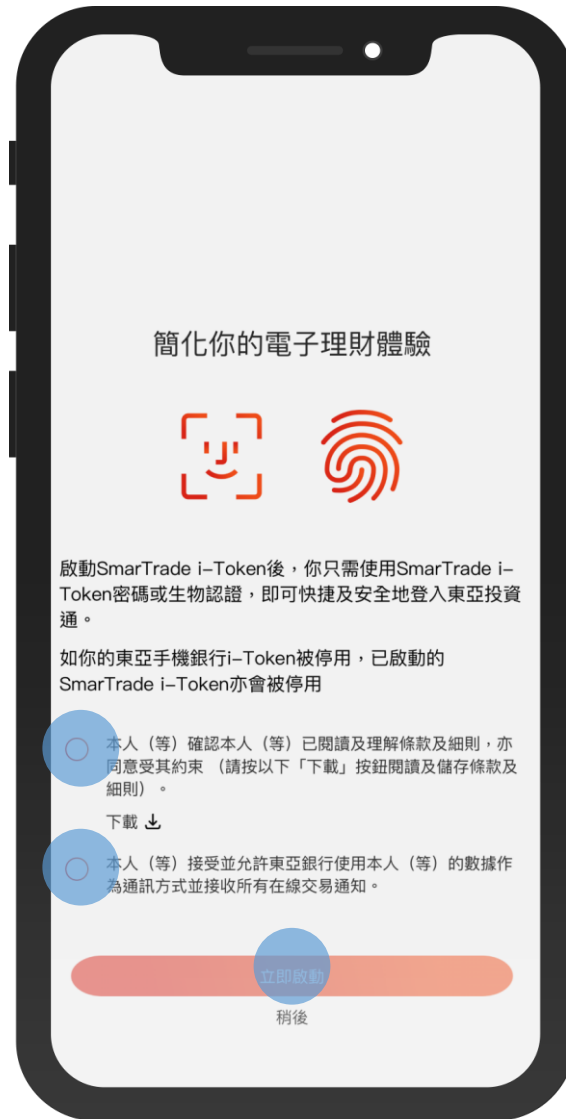 簡化你的電子理財體驗
啟動SmarTrade i-Token後，你只需使用SmarTrade i-
Token密碼或生物認證，即可快捷及安全地登入東亞投資
通。
如你的東亞手機銀行i-Token被停用，已啟動的
SmarTrade i-Token亦會被停用
本人（等）確認本人（等）已閱讀及理解條款及細則，亦
同意受其約束 （請按以下「下載」按鈕閱讀及儲存條款及
細則）。
下載
本人（等）接受並允許東亞銀行使用本人（等）的數據作
為通訊方式並接收所有在線交易通知。
立即啟動
稍後